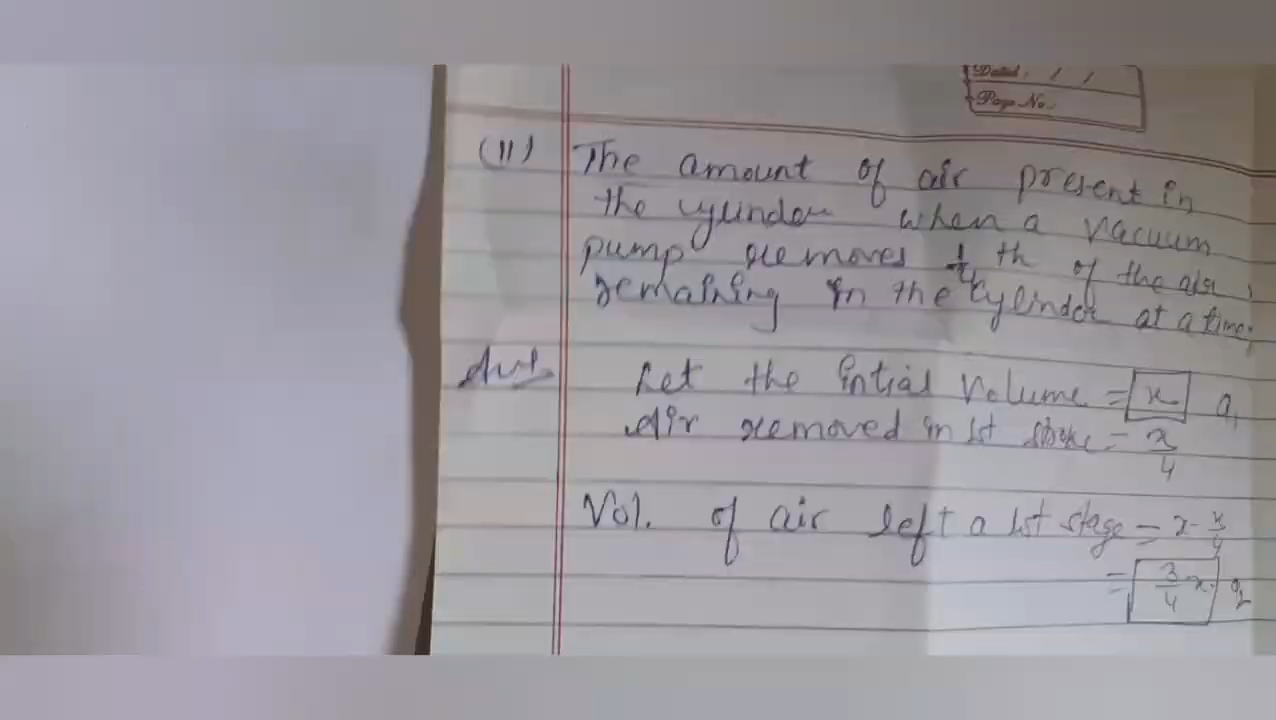 Dated: / /
Page No.
(11) The amount of air present in
the cylinder when a vacuum
pump removes 1/4 th of the air
remaining in the cylinder at a time.
Ans. Let the intial Volume = x a1
Air removed in 1st stroke = x/4
Vol. of air left a 1st stage = x - x/4
= 3/4 x a2